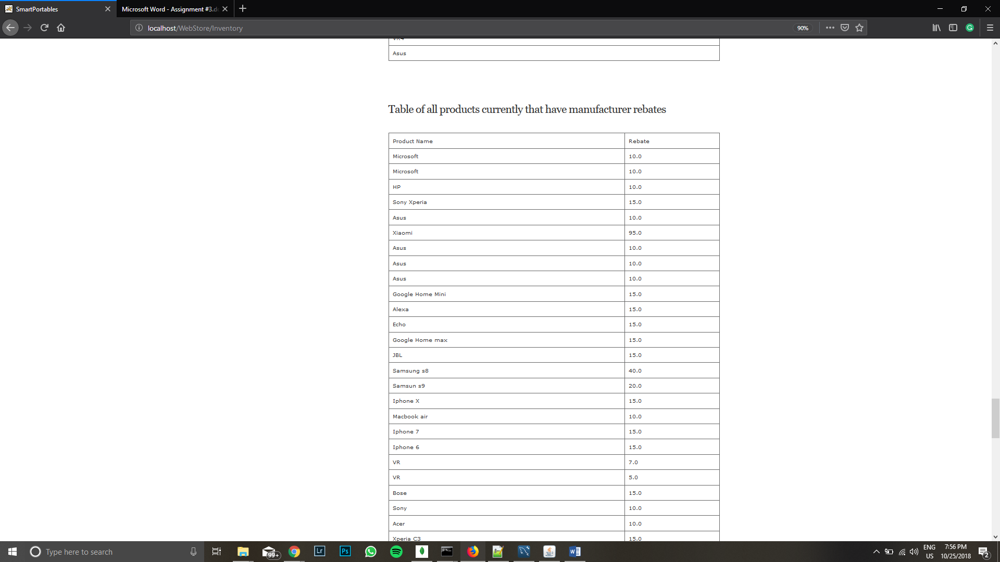 SmartPortables
Microsoft Word - Assignment #3.d
localhost/WebStore/Inventory
90%
VR4
Asus
Table of all products currently that have manufacturer rebates
Product Name Rebate
Microsoft 10.0
Microsoft 10.0
HP 10.0
Sony Xperia 15.0
Asus 10.0
Xiaomi 95.0
Asus 10.0
Asus 10.0
Asus 10.0
Google Home Mini 15.0
Alexa 15.0
Echo 15.0
Google Home max 15.0
JBL 15.0
Samsung s8 40.0
Samsun s9 20.0
Iphone X 15.0
Macbook air 10.0
Iphone 7 15.0
Iphone 6 15.0
VR 7.0
VR 5.0
Bose 15.0
Sony 10.0
Acer 10.0
Xperia C3 15.0
Type here to search
99+
Lr
Ps
ENG
US
7:56 PM
10/25/2018
2